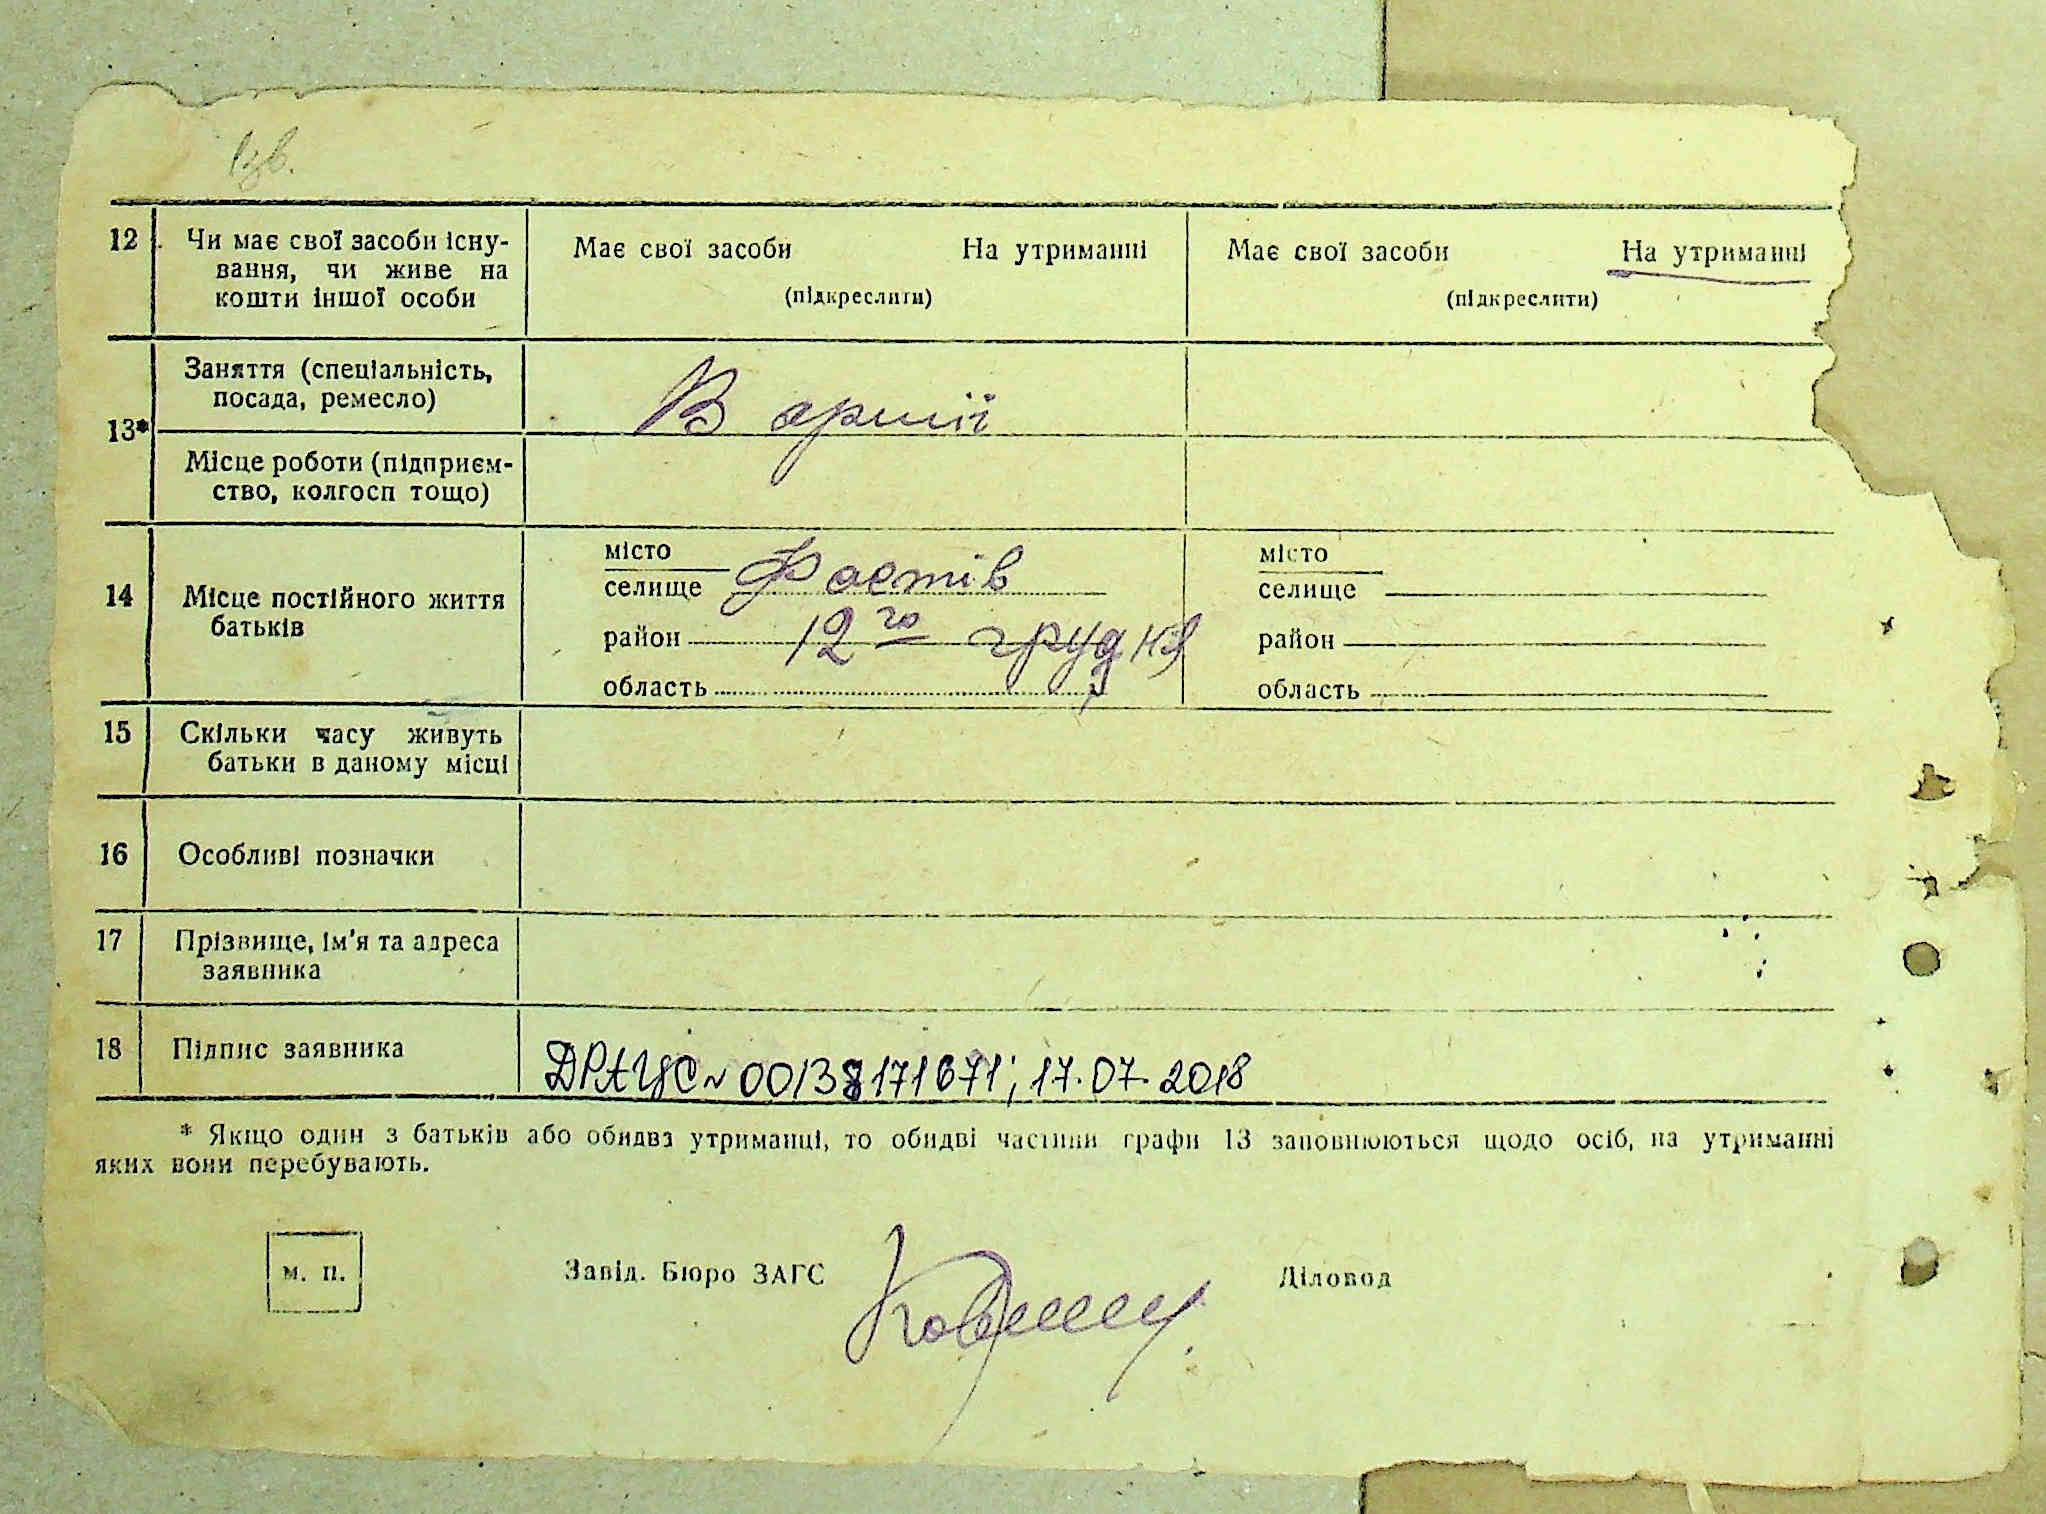 Ізв.
12 Чи має свої засоби існу-
вання, чи живе на
кошти іншої особи
Має свої засоби На утриманні
(підкреслити)
Має свої засоби На утриманні
(підкреслити)
13*
Заняття (спеціальність,
посада, ремесло)
В армії
Місце роботи (підприєм-
ство, колгосп тощо)
14 Місце постійного життя
батьків
місто
селище Фастів
район 12го грудня
область
місто
селище
район
область
15 Скільки часу живуть
батьки в даному місці
16 Особливі позначки
17 Прізвище, ім'я та адреса
заявника
18 Підпис заявника
ДРАЦС N 00138171671; 17.07.2018
* Якщо один з батьків або обидва утриманці, то обидві частини графи 13 заповнюються щодо осіб, на утриманні
яких вони перебувають.
м. п.
Завід. Бюро ЗАГС
Діловод